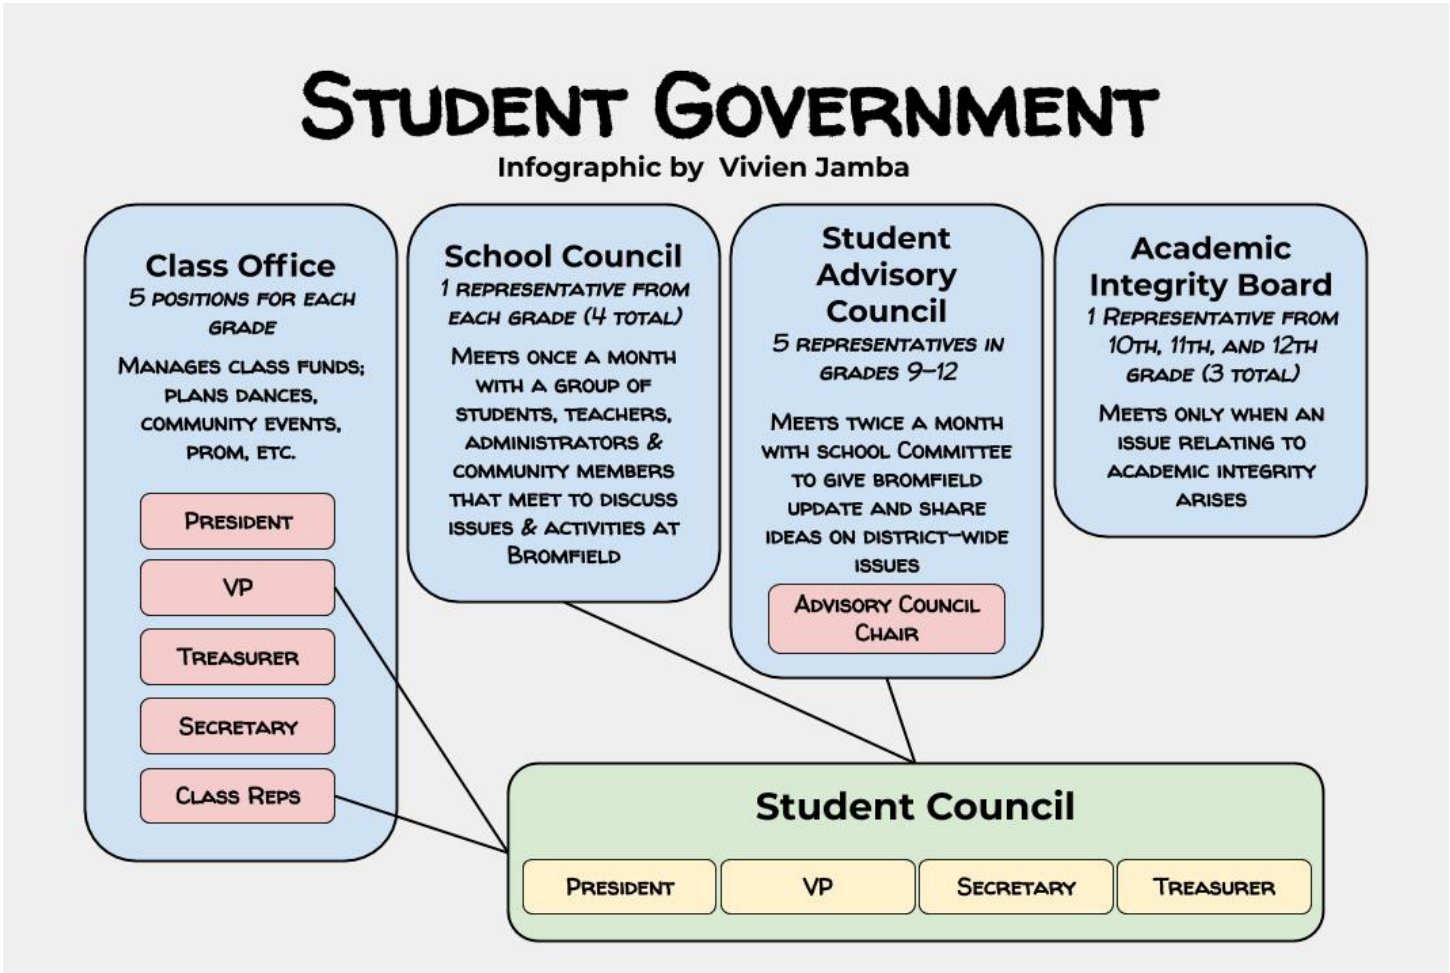 Student Government
Infographic by Vivien Jamba
Class Office
5 positions for each
grade
Manages class funds;
plans dances,
community events,
prom, etc.
President
VP
Treasurer
Secretary
Class Reps
School Council
1 representative from
each grade (4 total)
Meets once a month
with a group of
students, teachers,
administrators &
community members
that meet to discuss
issues & activities at
Bromfield
Student
Advisory
Council
5 representatives in
grades 9–12
Meets twice a month
with school Committee
to give bromfield
update and share
ideas on district-wide
issues
Advisory Council
Chair
Academic
Integrity Board
1 Representative from
10th, 11th, and 12th
grade (3 total)
Meets only when an
issue relating to
academic integrity
arises
Student Council
President
VP
Secretary
Treasurer